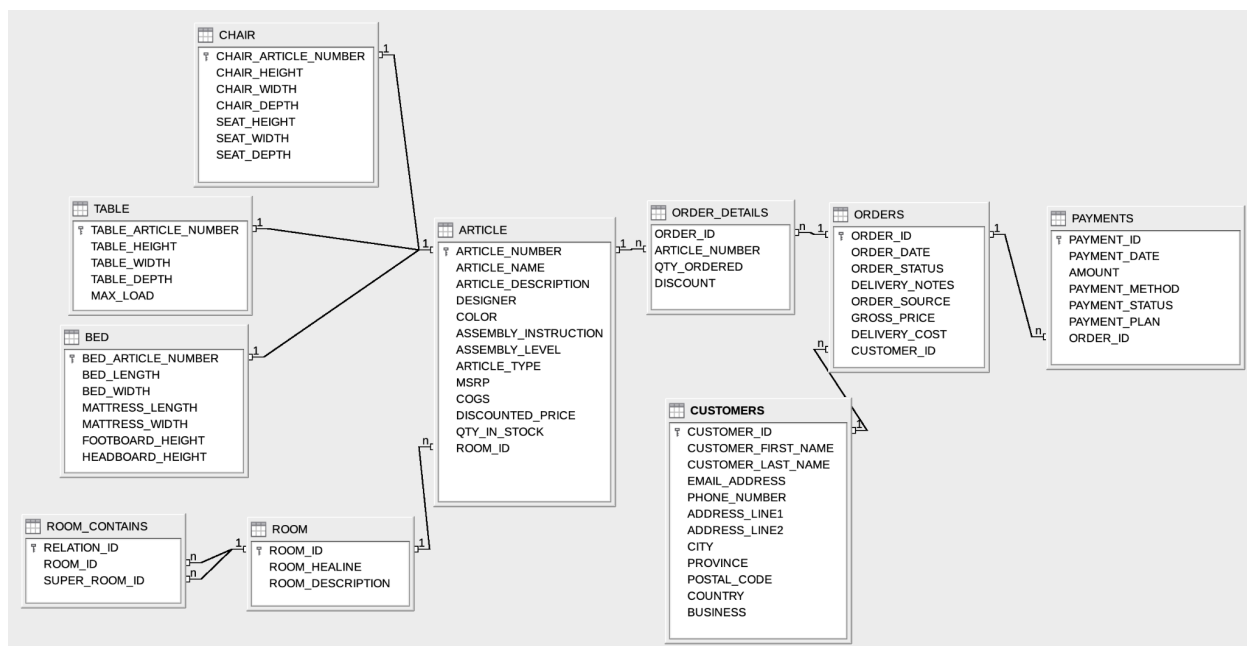 CHAIR
CHAIR_ARTICLE_NUMBER
CHAIR_HEIGHT
CHAIR_WIDTH
CHAIR_DEPTH
SEAT_HEIGHT
SEAT_WIDTH
SEAT_DEPTH
1
TABLE
TABLE_ARTICLE_NUMBER
TABLE_HEIGHT
TABLE_WIDTH
TABLE_DEPTH
MAX_LOAD
1
BED
BED_ARTICLE_NUMBER
BED_LENGTH
BED_WIDTH
MATTRESS_LENGTH
MATTRESS_WIDTH
FOOTBOARD_HEIGHT
HEADBOARD_HEIGHT
1
ROOM_CONTAINS
RELATION_ID
ROOM_ID
SUPER_ROOM_ID
n
n
1
ROOM
ROOM_ID
ROOM_HEALINE
ROOM_DESCRIPTION
1
n
1
ARTICLE
ARTICLE_NUMBER
ARTICLE_NAME
ARTICLE_DESCRIPTION
DESIGNER
COLOR
ASSEMBLY_INSTRUCTION
ASSEMBLY_LEVEL
ARTICLE_TYPE
MSRP
COGS
DISCOUNTED_PRICE
QTY_IN_STOCK
ROOM_ID
1
n
ORDER_DETAILS
ORDER_ID
ARTICLE_NUMBER
QTY_ORDERED
DISCOUNT
n
1
ORDERS
ORDER_ID
ORDER_DATE
ORDER_STATUS
DELIVERY_NOTES
ORDER_SOURCE
GROSS_PRICE
DELIVERY_COST
CUSTOMER_ID
n
1
n
PAYMENTS
PAYMENT_ID
PAYMENT_DATE
AMOUNT
PAYMENT_METHOD
PAYMENT_STATUS
PAYMENT_PLAN
ORDER_ID
CUSTOMERS
CUSTOMER_ID
CUSTOMER_FIRST_NAME
CUSTOMER_LAST_NAME
EMAIL_ADDRESS
PHONE_NUMBER
ADDRESS_LINE1
ADDRESS_LINE2
CITY
PROVINCE
POSTAL_CODE
COUNTRY
BUSINESS
1